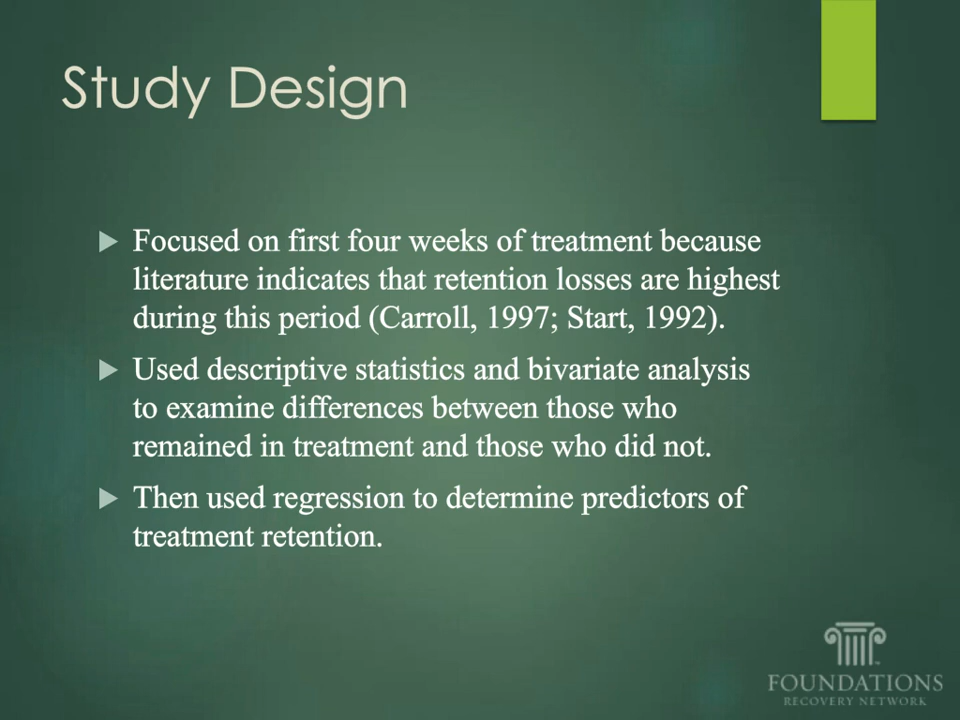 Study Design
Focused on first four weeks of treatment because
literature indicates that retention losses are highest
during this period (Carroll, 1997; Start, 1992).
Used descriptive statistics and bivariate analysis
to examine differences between those who
remained in treatment and those who did not.
Then used regression to determine predictors of
treatment retention.
FOUNDATIONS
RECOVERY NETWORK